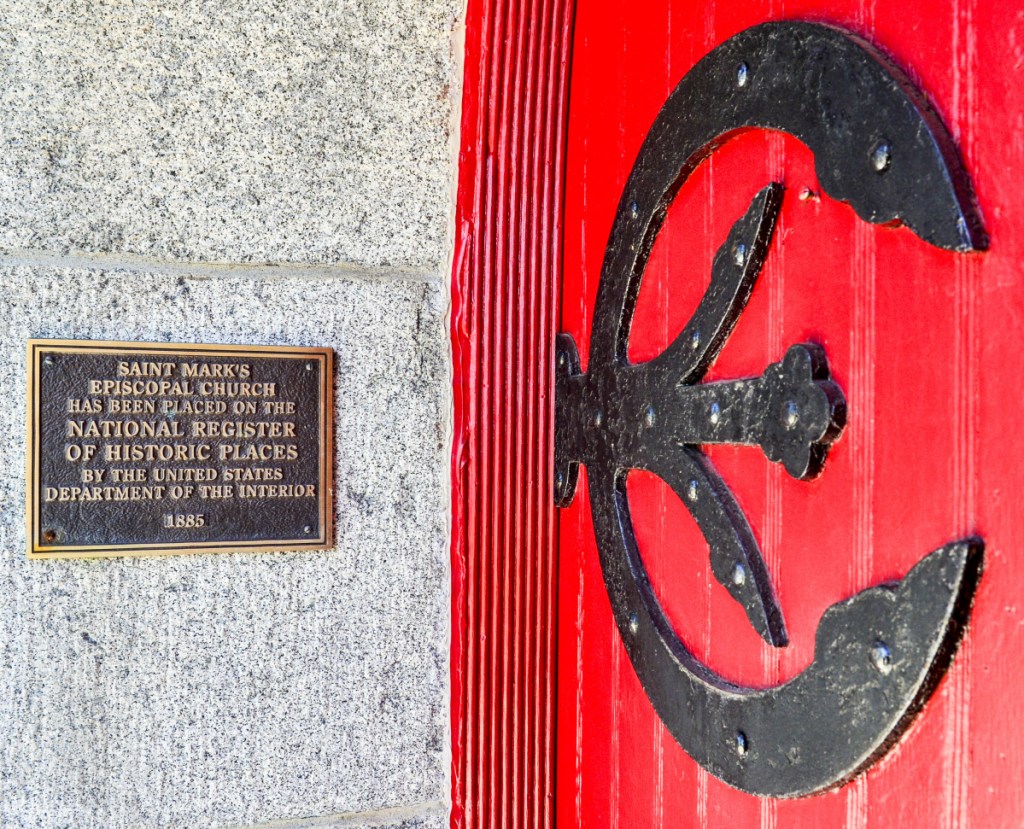 SAINT MARK'S
EPISCOPAL CHURCH
HAS BEEN PLACED ON THE
NATIONAL REGISTER
OF HISTORIC PLACES
BY THE UNITED STATES
DEPARTMENT OF THE INTERIOR
1885